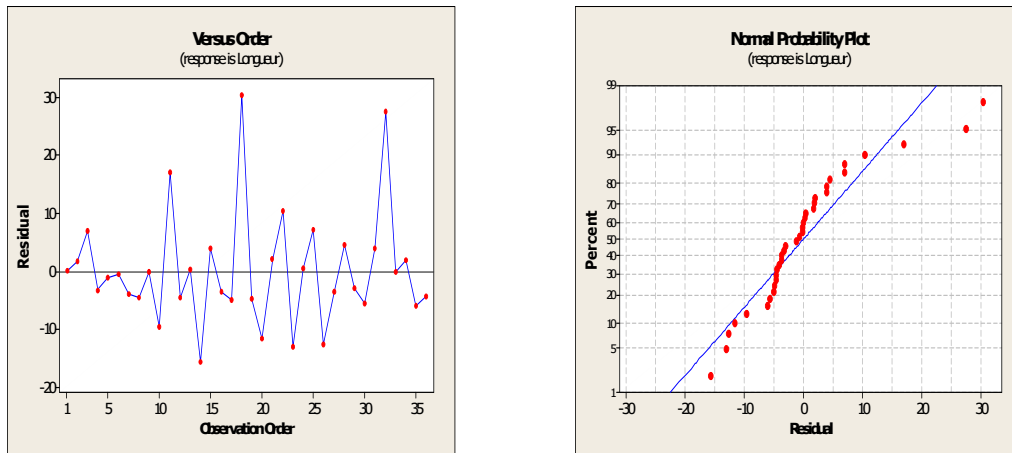 Versus Order
(response is Longueur)
Residual
30
20
10
0
-10
-20
1 5 10 15 20 25 30 35
Observation Order
Normal Probability Plot
(response is Longueur)
Percent
99
95
90
80
70
60
50
40
30
20
10
5
1
-30 -20 -10 0 10 20 30
Residual